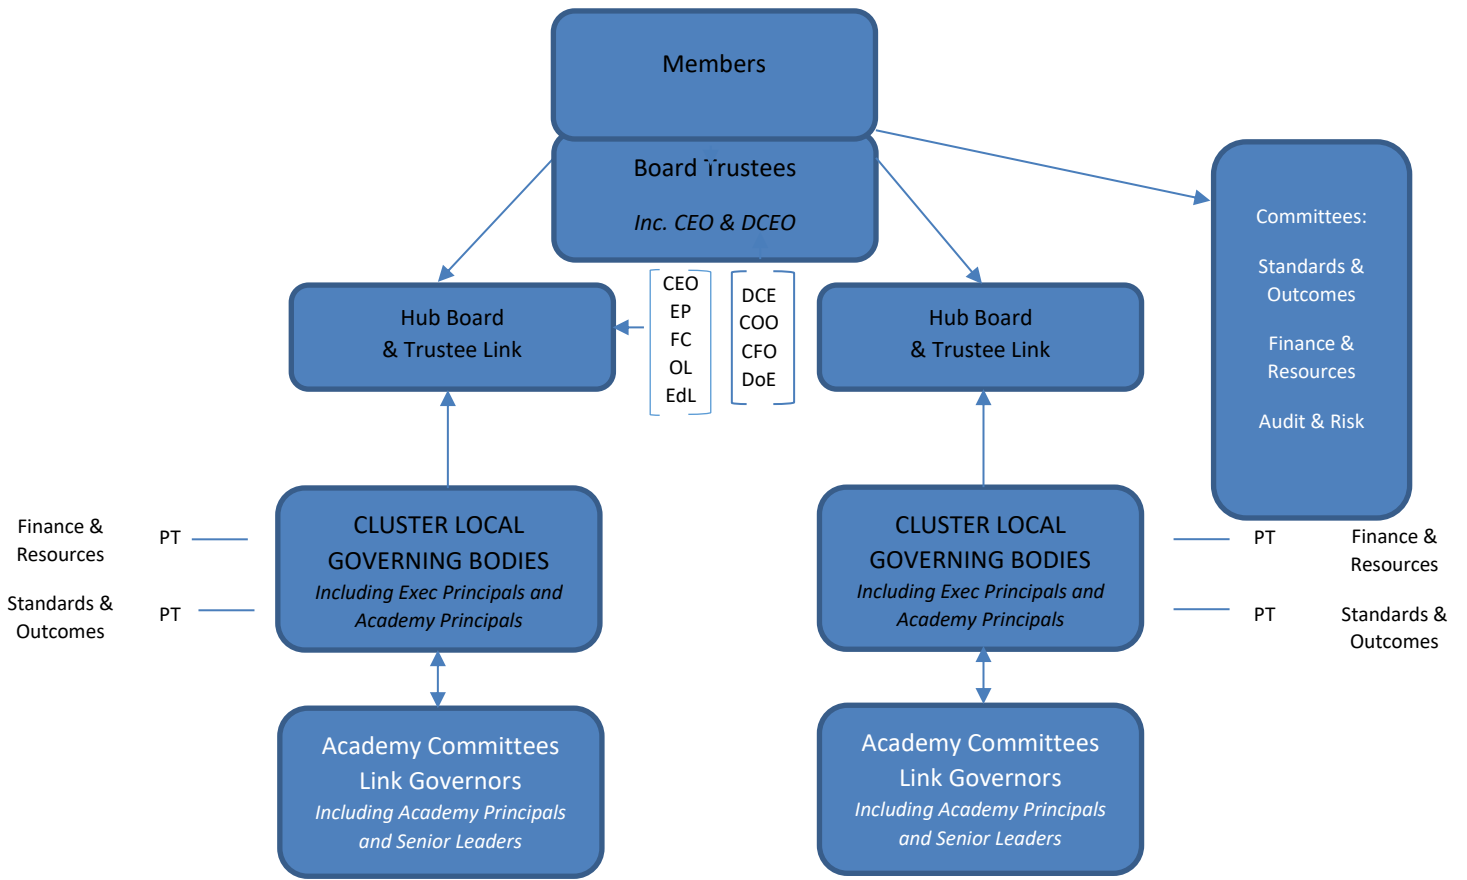 Members
Board Trustees
Inc. CEO & DCEO
Committees:
Standards &
Outcomes
Finance &
Resources
Audit & Risk
Hub Board
& Trustee Link
CEO
EP
FC
OL
EdL
DCE
COO
CFO
DoE
Hub Board
& Trustee Link
Finance &
Resources
PT
Standards &
Outcomes
PT
CLUSTER LOCAL
GOVERNING BODIES
Including Exec Principals and
Academy Principals
CLUSTER LOCAL
GOVERNING BODIES
Including Exec Principals and
Academy Principals
PT
Finance &
Resources
PT
Standards &
Outcomes
Academy Committees
Link Governors
Including Academy Principals
and Senior Leaders
Academy Committees
Link Governors
Including Academy Principals
and Senior Leaders